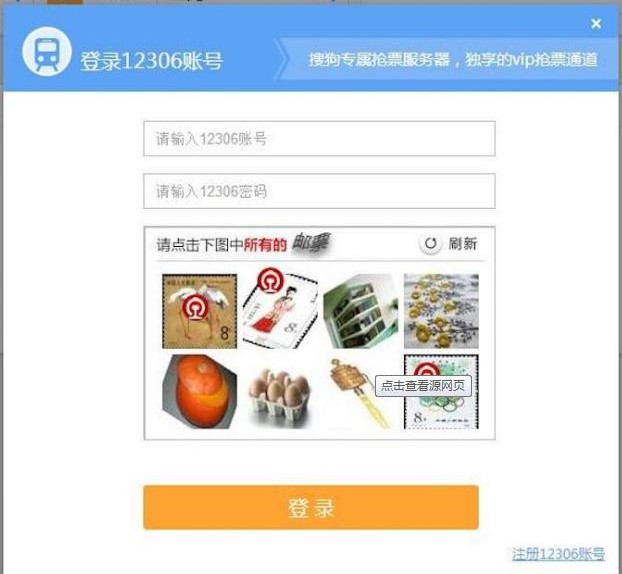 登录12306账号
搜狗专属抢票服务器，独享的vip抢票通道
×
请输入12306账号
请输入12306密码
请点击下图中所有的 邮票
刷新
8
8
点击查看源网页
8
登录
注册12306账号